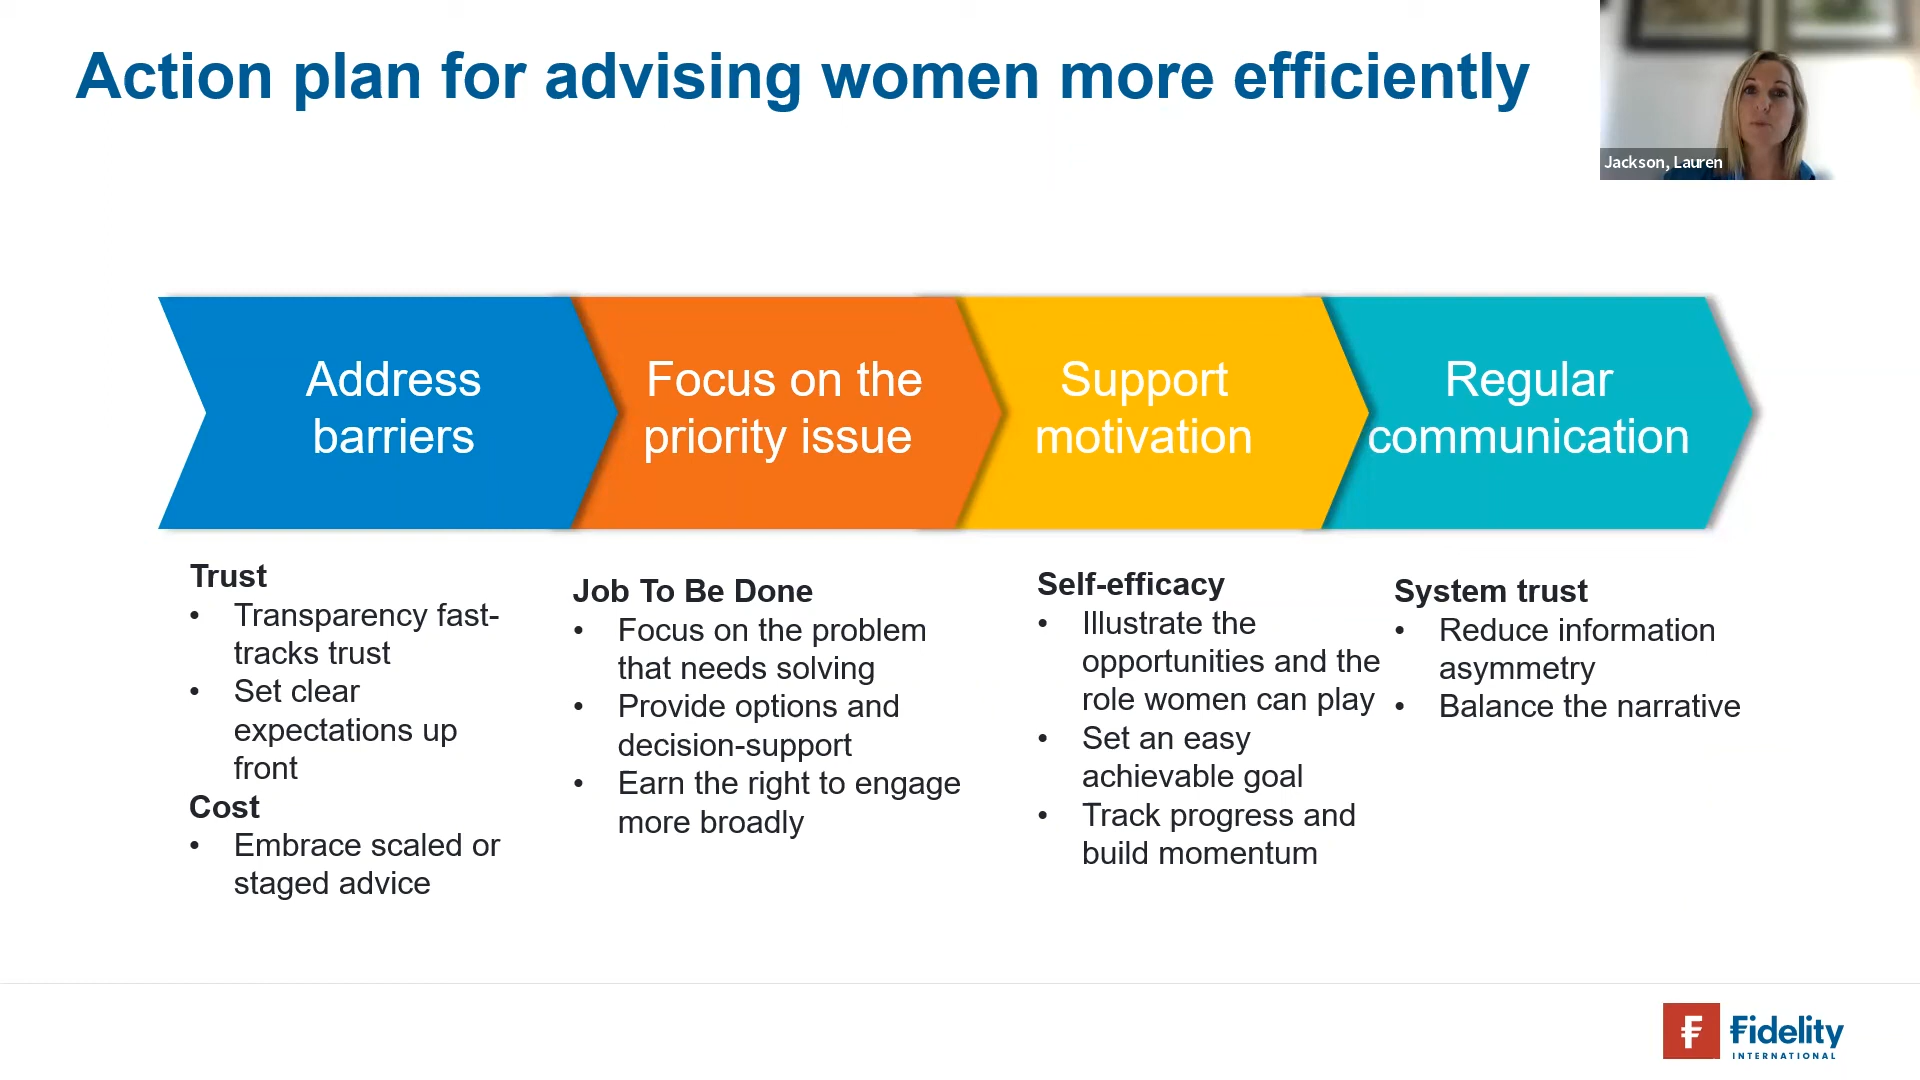 Action plan for advising women more efficiently
Jackson, Lauren
Address
barriers
Focus on the
priority issue
Support
motivation
Regular
communication
Trust
• Transparency fast-
tracks trust
• Set clear
expectations up
front
Cost
• Embrace scaled or
staged advice
Job To Be Done
• Focus on the problem
that needs solving
• Provide options and
decision-support
• Earn the right to engage
more broadly
Self-efficacy
• Illustrate the
opportunities and the
role women can play
• Set an easy
achievable goal
• Track progress and
build momentum
System trust
• Reduce information
asymmetry
• Balance the narrative
Fidelity
INTERNATIONAL